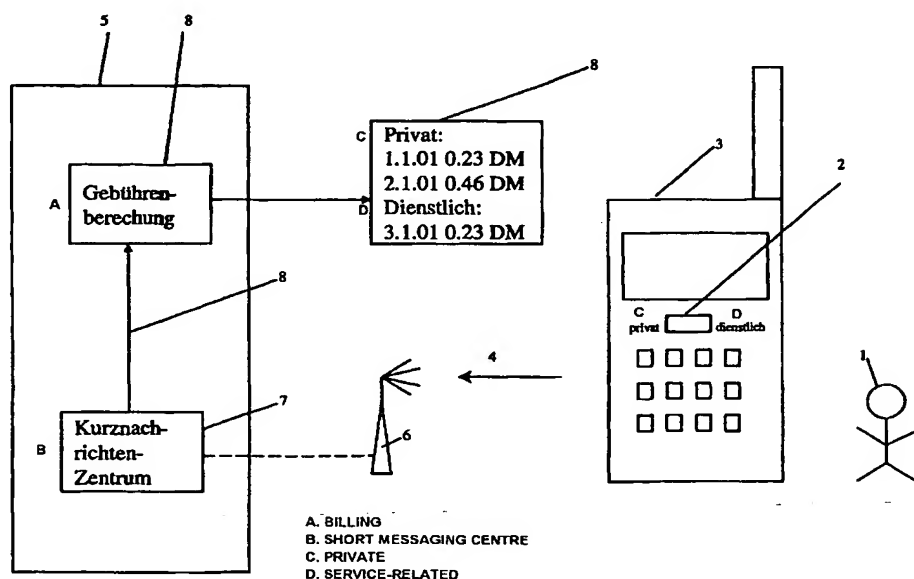 5
8
8
C
Privat:
1.1.01 0.23 DM
2.1.01 0.46 DM
D
Dienstlich:
3.1.01 0.23 DM
3
2
A
Gebühren-
berechung
8
C
privat
D
dienstlich
4
1
7
B
Kurznach-
richten-
Zentrum
6
A. BILLING
B. SHORT MESSAGING CENTRE
C. PRIVATE
D. SERVICE-RELATED